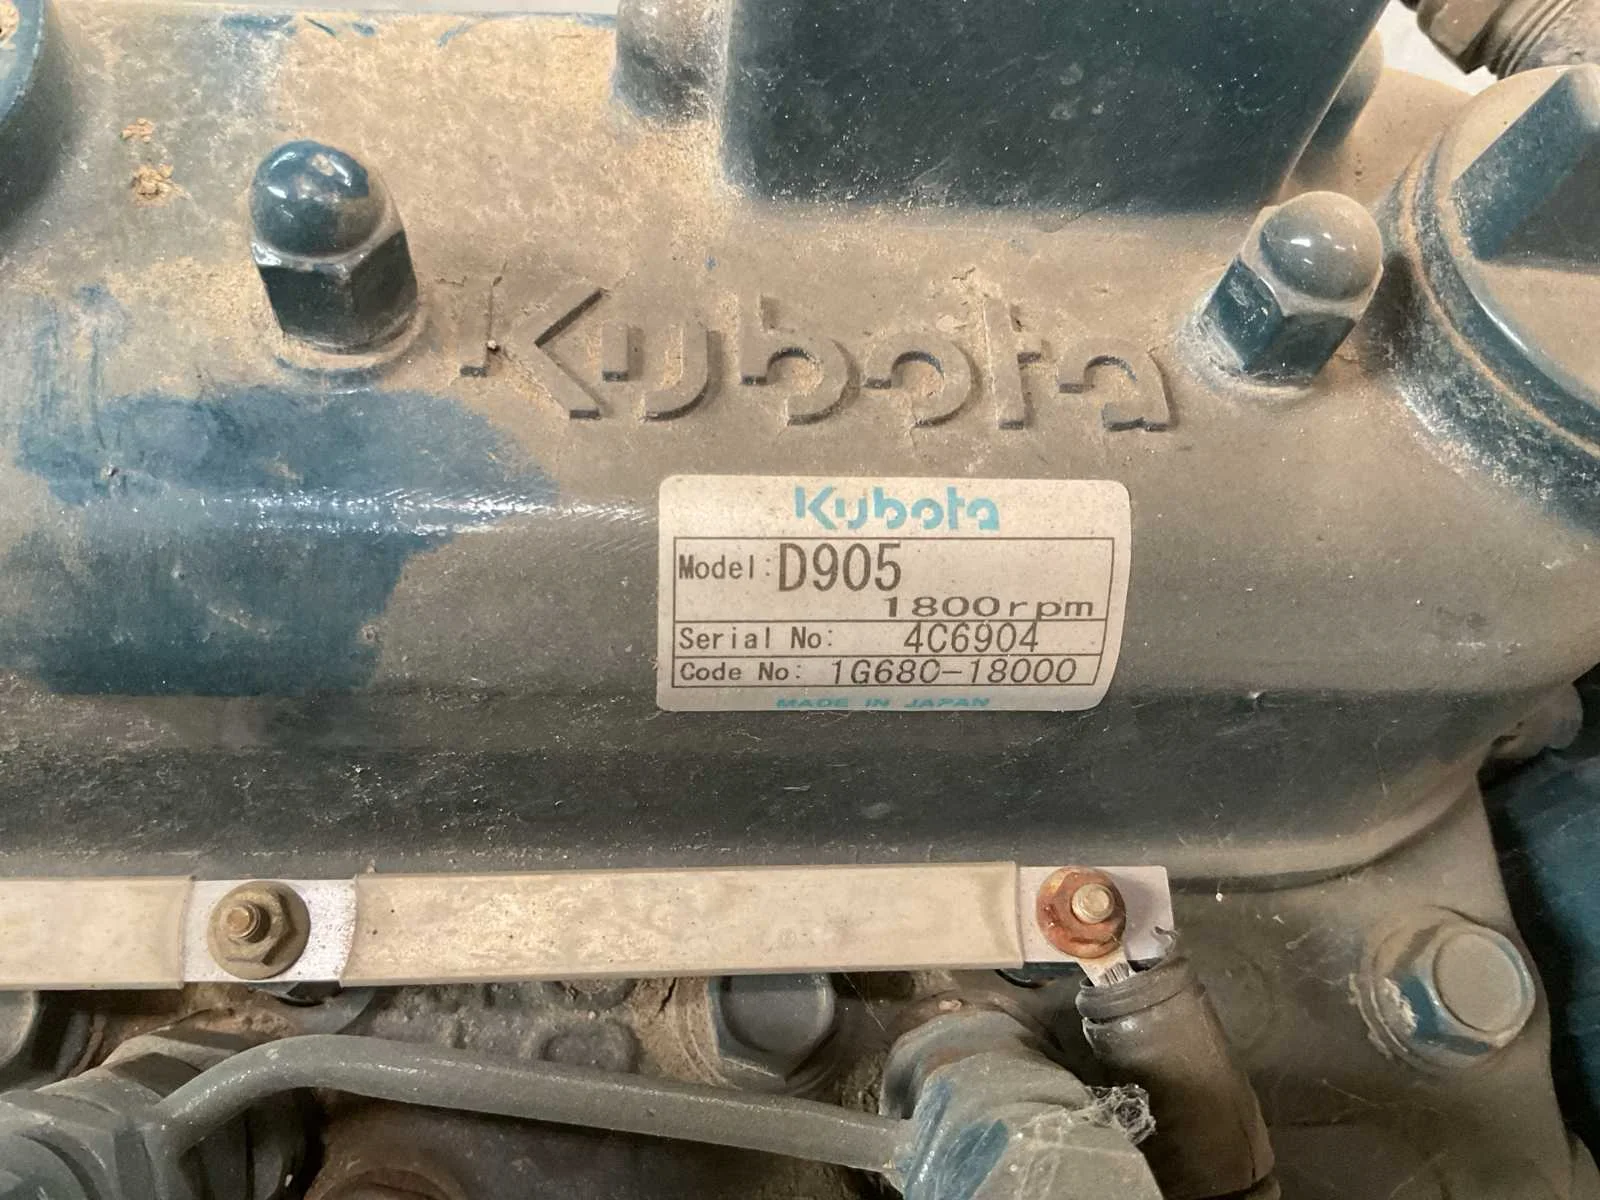 Kubota
Kubota
Model: D905
1800rpm
Serial No: 4C6904
Code No: 1G680-18000
MADE IN JAPAN